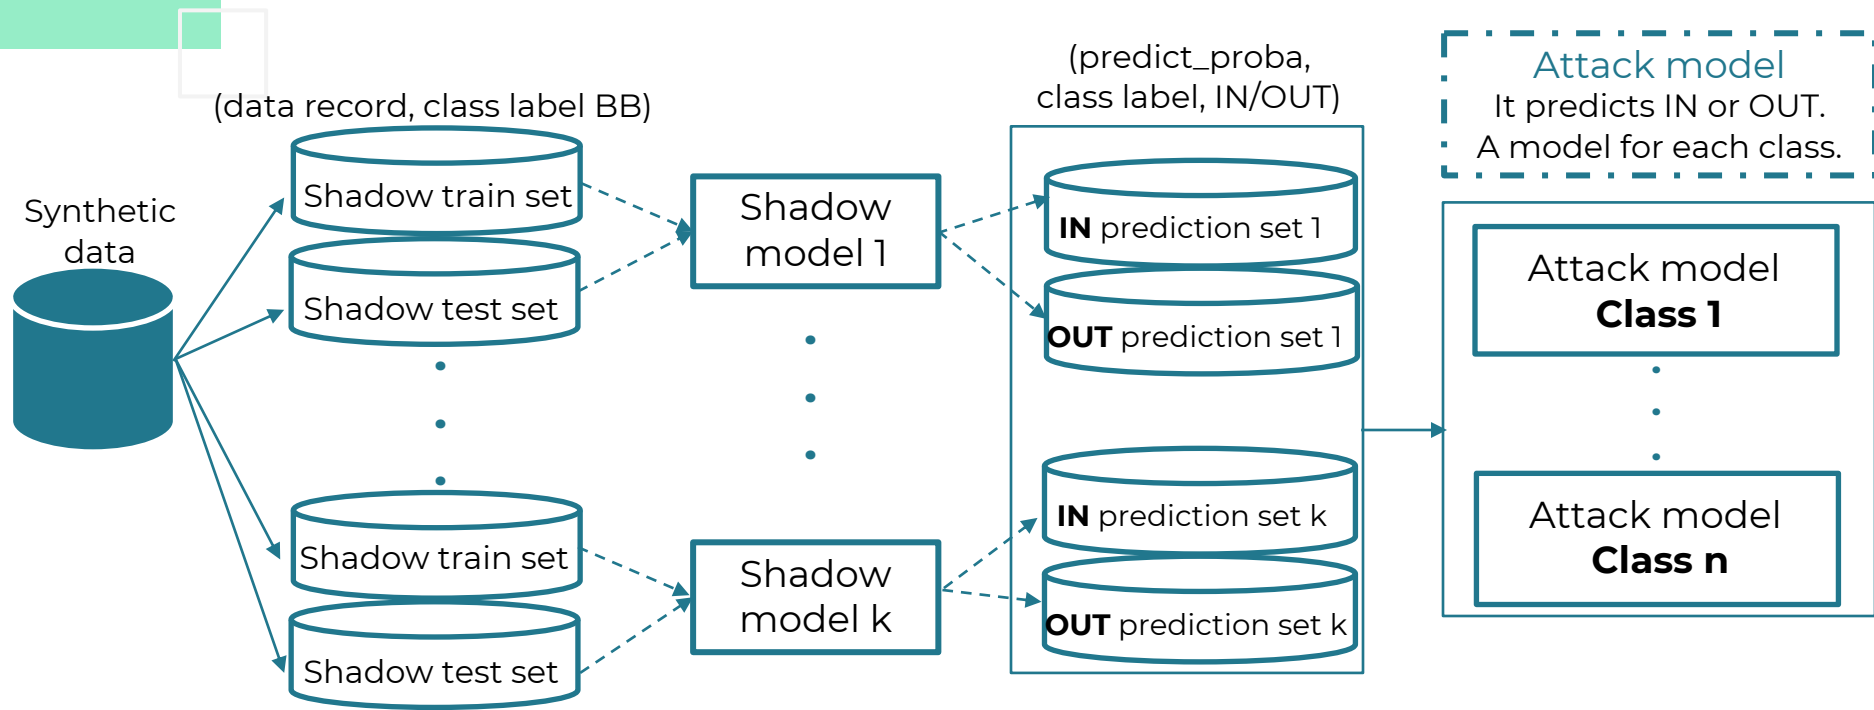 (data record, class label BB)
Synthetic
data
Shadow train set
Shadow test set
Shadow train set
Shadow test set
Shadow
model 1
Shadow
model k
(predict_proba,
class label, IN/OUT)
IN prediction set 1
OUT prediction set 1
IN prediction set k
OUT prediction set k
Attack model
It predicts IN or OUT.
A model for each class.
Attack model
Class 1
Attack model
Class n